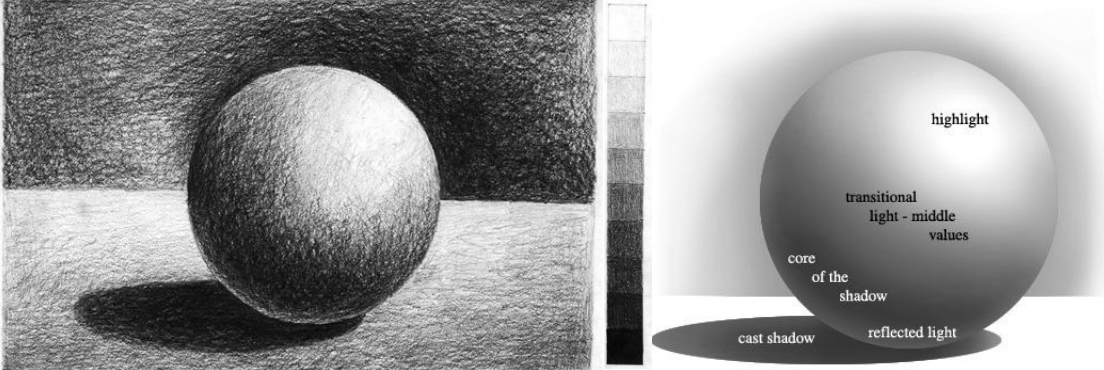 highlight
transitional
light - middle
values
core
of the
shadow
reflected light
cast shadow